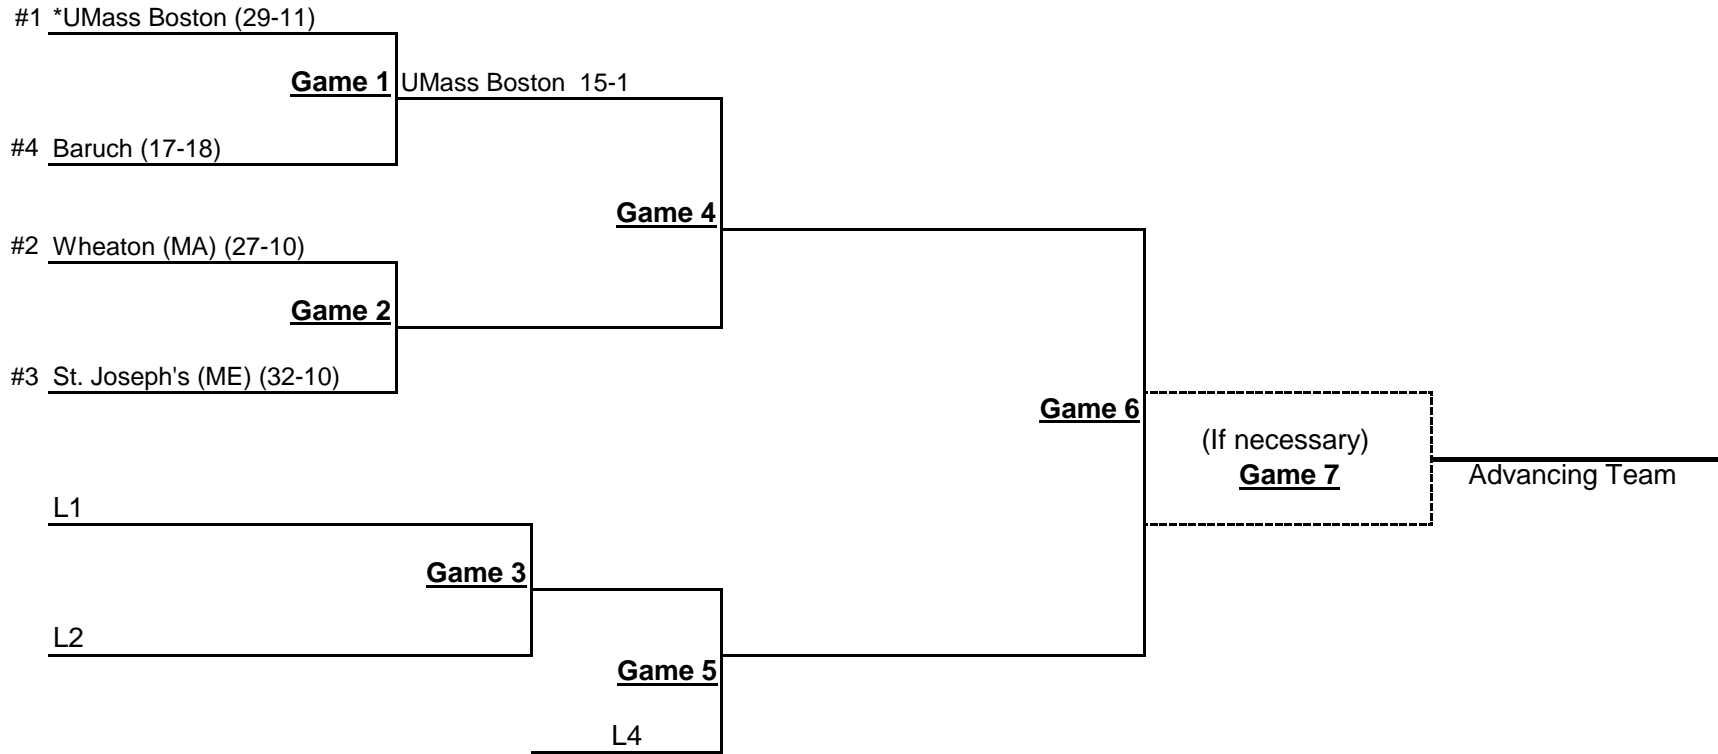 #1 *UMass Boston (29-11)
Game 1 UMass Boston 15-1
#4 Baruch (17-18)
Game 4
#2 Wheaton (MA) (27-10)
Game 2
#3 St. Joseph's (ME) (32-10)
Game 6
(If necessary)
Game 7
Advancing Team
L1
Game 3
L2
Game 5
L4